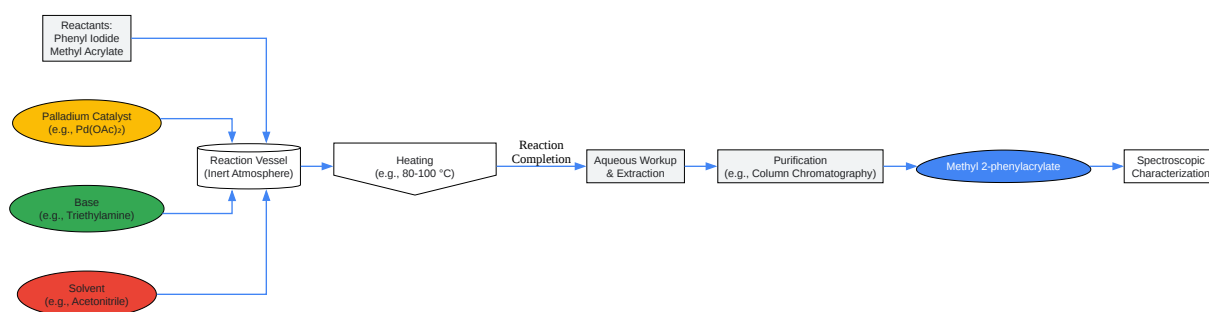 Reactants:
Phenyl Iodide
Methyl Acrylate
Palladium Catalyst
(e.g., Pd(OAc)₂)
Base
(e.g., Triethylamine)
Solvent
(e.g., Acetonitrile)
Reaction Vessel
(Inert Atmosphere)
Heating
(e.g., 80-100 °C)
Reaction
Completion
Aqueous Workup
& Extraction
Purification
(e.g., Column Chromatography)
Methyl 2-phenylacrylate
Spectroscopic
Characterization